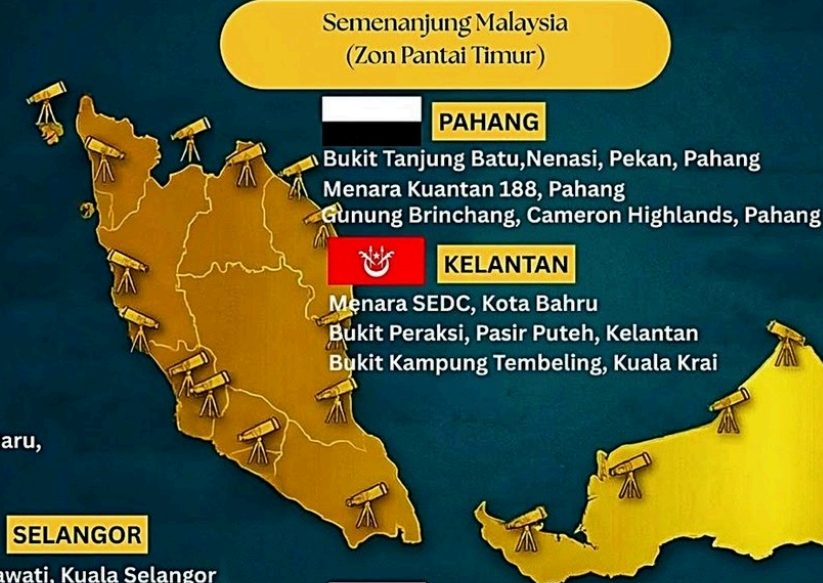 Semenanjung Malaysia
(Zon Pantai Timur)
PAHANG
Bukit Tanjung Batu,Nenasi, Pekan, Pahang
Menara Kuantan 188, Pahang
Gunung Brinchang, Cameron Highlands, Pahang
KELANTAN
Menara SEDC, Kota Bahru
Bukit Peraksi, Pasir Puteh, Kelantan
Bukit Kampung Tembeling, Kuala Krai
aru,
SELANGOR
awati, Kuala Selangor